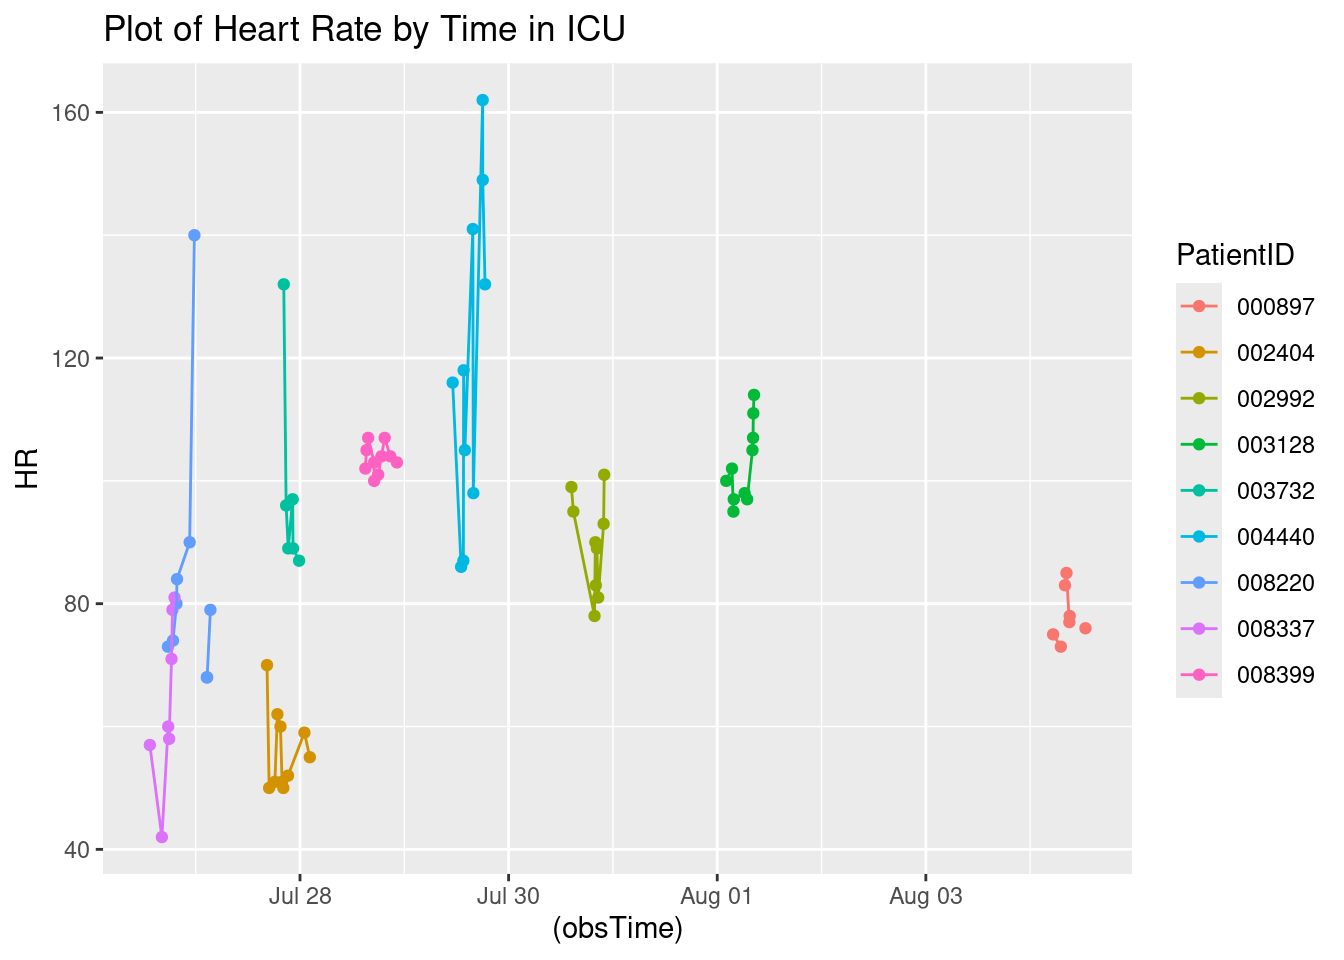 Plot of Heart Rate by Time in ICU
HR
160
120
80
40
Jul 28
Jul 30
Aug 01
Aug 03
(obsTime)
PatientID
000897
002404
002992
003128
003732
004440
008220
008337
008399